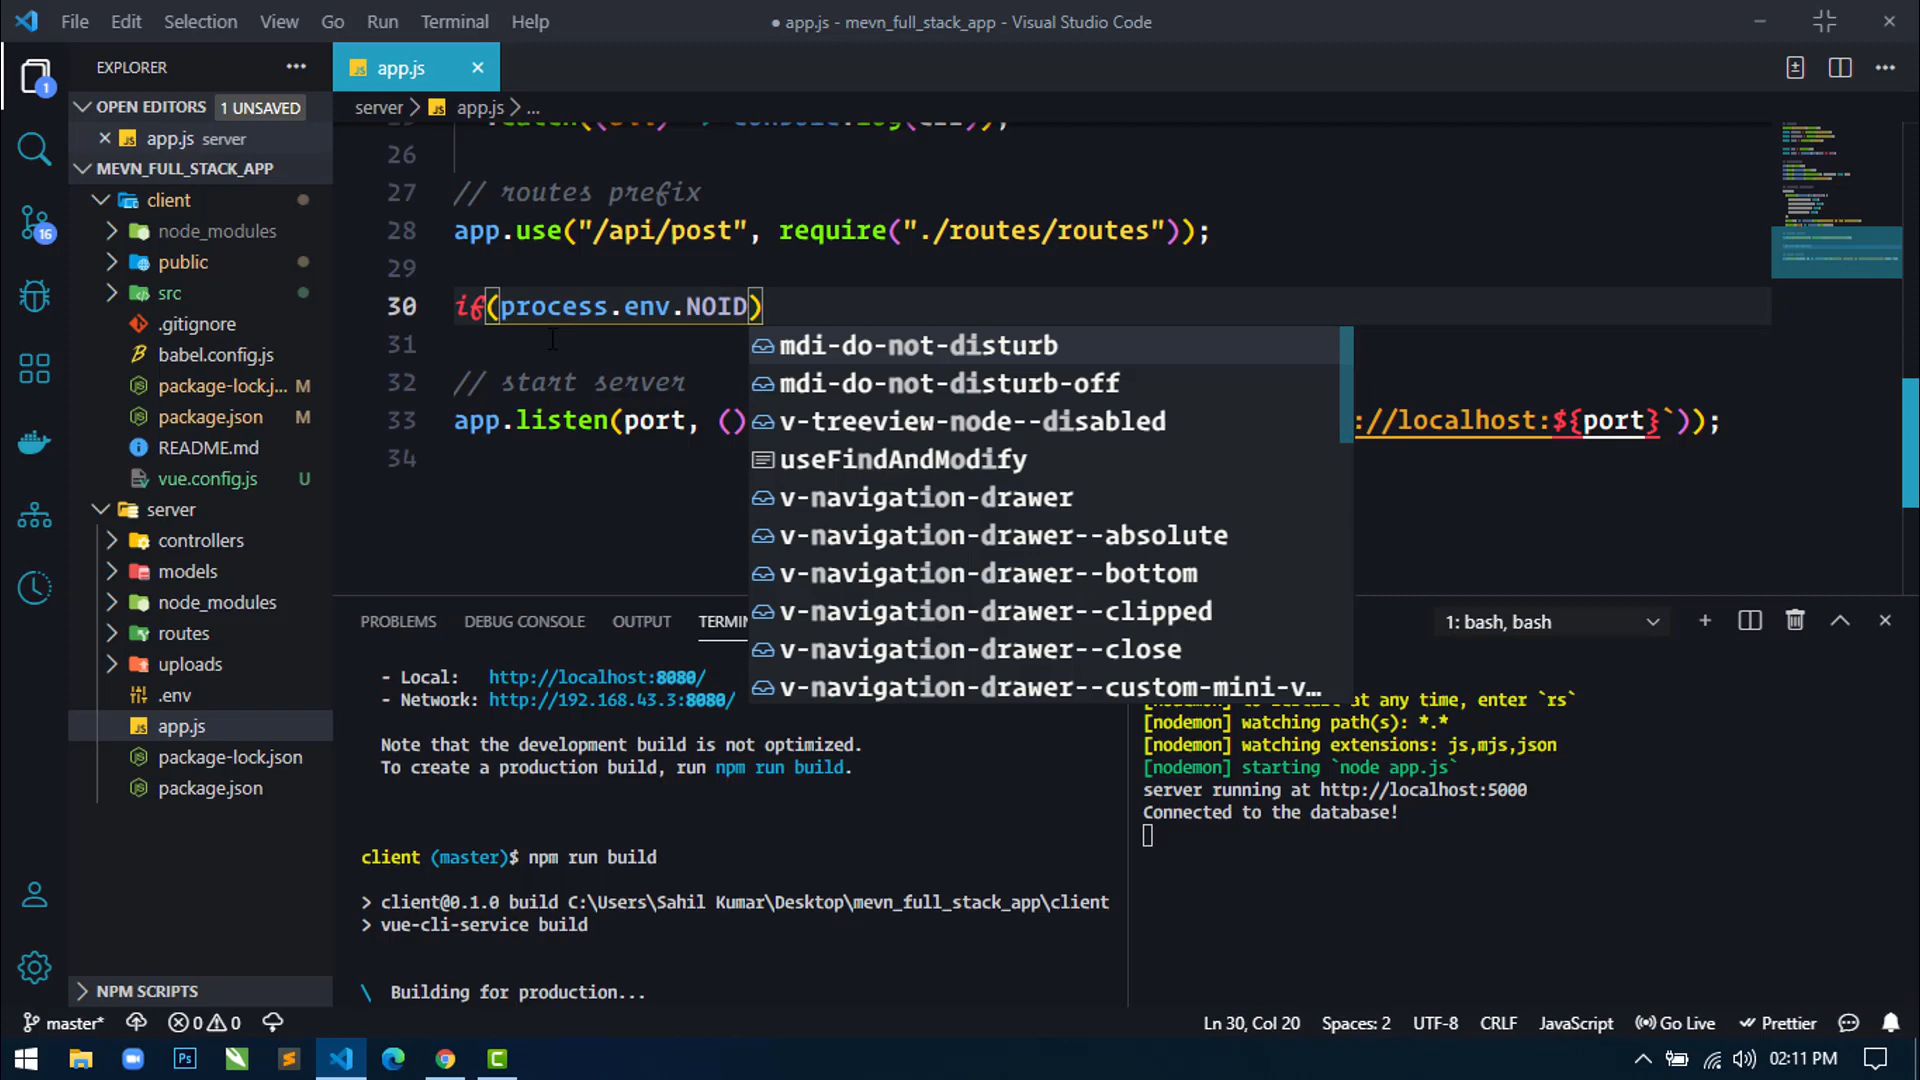 File Edit Selection View Go Run Terminal Help
● app.js - mevn_full_stack_app - Visual Studio Code
EXPLORER
app.js
OPEN EDITORS 1 UNSAVED
app.js server
server > app.js > ...
MEVN_FULL_STACK_APP
client
node_modules
public
src
.gitignore
babel.config.js
package-lock.j... M
package.json M
README.md
vue.config.js U
server
controllers
models
node_modules
routes
uploads
.env
app.js
package-lock.json
package.json
NPM SCRIPTS
1
16
26
27 // routes prefix
28 app.use("/api/post", require("./routes/routes"));
29
30 if(process.env.NOID)
31
32 // start server
33 app.listen(port, () ://localhost:${port}`));
34
mdi-do-not-disturb
mdi-do-not-disturb-off
v-treeview-node--disabled
useFindAndModify
v-navigation-drawer
v-navigation-drawer--absolute
v-navigation-drawer--bottom
v-navigation-drawer--clipped
v-navigation-drawer--close
v-navigation-drawer--custom-mini-v…
PROBLEMS DEBUG CONSOLE OUTPUT TERMIN
1: bash, bash
- Local: http://localhost:8080/
- Network: http://192.168.43.3:8080/
Note that the development build is not optimized.
To create a production build, run npm run build.
client (master)$ npm run build
> client@0.1.0 build C:\Users\Sahil Kumar\Desktop\mevn_full_stack_app\client
> vue-cli-service build
\ Building for production...
at any time, enter `rs`
[nodemon] watching path(s): *.*
[nodemon] watching extensions: js,mjs,json
[nodemon] starting `node app.js`
server running at http://localhost:5000
Connected to the database!
master* 0 0
Ln 30, Col 20 Spaces: 2 UTF-8 CRLF JavaScript Go Live Prettier
Ps C
02:11 PM